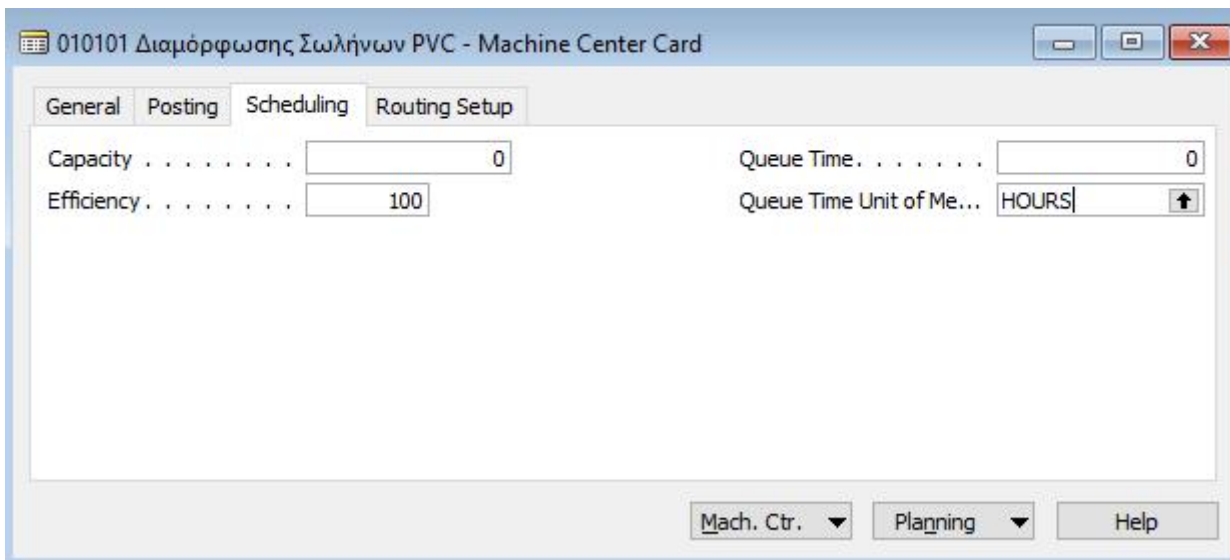 010101 Διαμόρφωσης Σωλήνων PVC - Machine Center Card
General Posting Scheduling Routing Setup
Capacity . . . . . . . . 0 Queue Time. . . . . . . 0
Efficiency . . . . . . . . 100 Queue Time Unit of Me... HOURS
Mach. Ctr. Planning Help